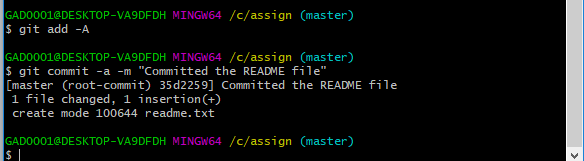 GAD0001@DESKTOP-VA9DFDH MINGW64 /c/assign (master)
$ git add -A
GAD0001@DESKTOP-VA9DFDH MINGW64 /c/assign (master)
$ git commit -a -m "Committed the README file"
[master (root-commit) 35d2259] Committed the README file
 1 file changed, 1 insertion(+)
 create mode 100644 readme.txt
GAD0001@DESKTOP-VA9DFDH MINGW64 /c/assign (master)
$